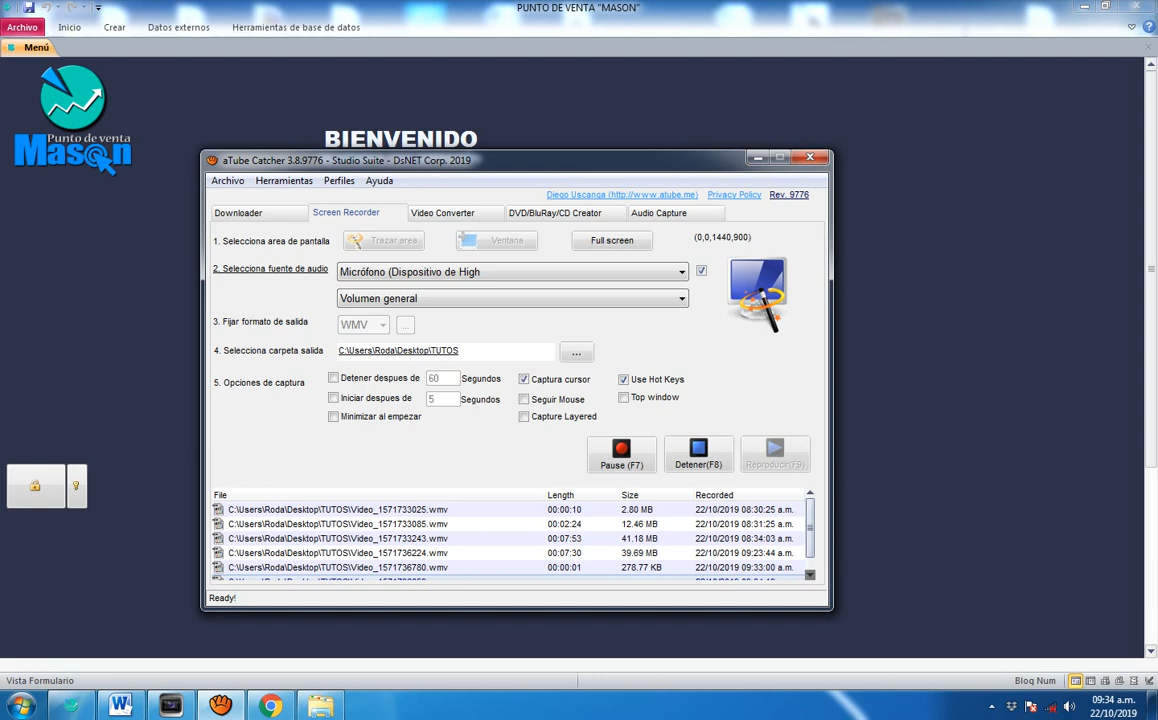 PUNTO DE VENTA "MASON"
Archivo Inicio Crear Datos externos Herramientas de base de datos
Menú
Punto de venta
Mason
BIENVENIDO
aTube Catcher 3.8.9776 - Studio Suite - DsNET Corp. 2019
Archivo Herramientas Perfiles Ayuda
Diego Uscanga (http://www.atube.me) Privacy Policy Rev. 9776
Downloader Screen Recorder Video Converter DVD/BluRay/CD Creator Audio Capture
1. Selecciona area de pantalla Trazar area Ventana Full screen (0,0,1440,900)
2. Selecciona fuente de audio Micrófono (Dispositivo de High
Volumen general
3. Fijar formato de salida WMV ...
4. Selecciona carpeta salida C:\Users\Roda\Desktop\TUTOS ...
5. Opciones de captura Detener despues de 60 Segundos Captura cursor Use Hot Keys
Iniciar despues de 5 Segundos Seguir Mouse Top window
Minimizar al empezar Capture Layered
Pause (F7) Detener(F8) Reproducir(F9)
File Length Size Recorded
C:\Users\Roda\Desktop\TUTOS\Video_1571733025.wmv 00:00:10 2.80 MB 22/10/2019 08:30:25 a.m.
C:\Users\Roda\Desktop\TUTOS\Video_1571733085.wmv 00:02:24 12.46 MB 22/10/2019 08:31:25 a.m.
C:\Users\Roda\Desktop\TUTOS\Video_1571733243.wmv 00:07:53 41.18 MB 22/10/2019 08:34:03 a.m.
C:\Users\Roda\Desktop\TUTOS\Video_1571736224.wmv 00:07:30 39.69 MB 22/10/2019 09:23:44 a.m.
C:\Users\Roda\Desktop\TUTOS\Video_1571736780.wmv 00:00:01 278.77 KB 22/10/2019 09:33:00 a.m.
Ready!
Vista Formulario Bloq Num
09:34 a.m.
22/10/2019